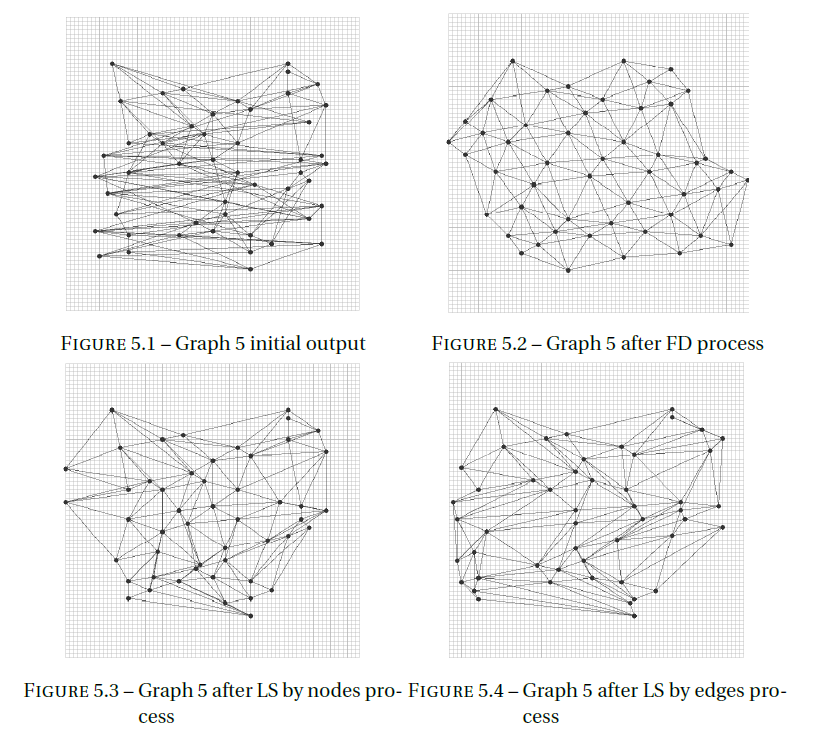 FIGURE 5.1 – Graph 5 initial output
FIGURE 5.2 – Graph 5 after FD process
FIGURE 5.3 – Graph 5 after LS by nodes pro-
cess
FIGURE 5.4 – Graph 5 after LS by edges pro-
cess